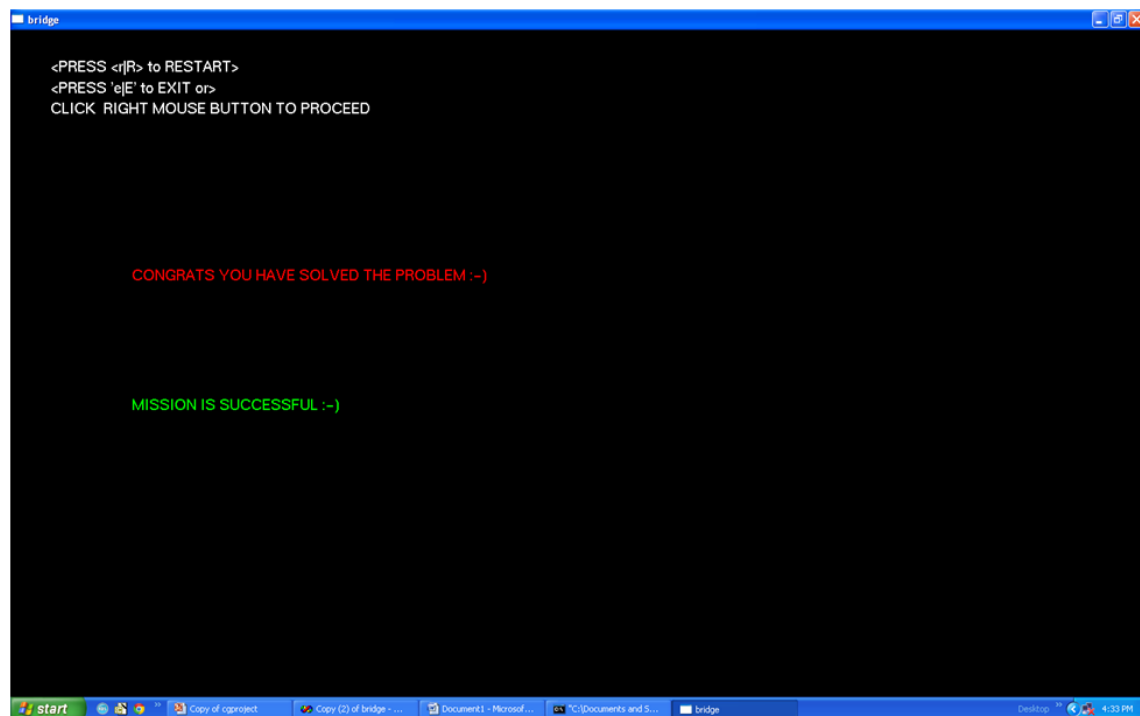 bridge
<PRESS <r|R> to RESTART>
<PRESS 'e|E' to EXIT or>
CLICK RIGHT MOUSE BUTTON TO PROCEED
CONGRATS YOU HAVE SOLVED THE PROBLEM :-)
MISSION IS SUCCESSFUL :-)
start » Copy of cgproject Copy (2) of bridge - ... Document1 - Microsof... "C:\Documents and S... bridge Desktop » 4:33 PM